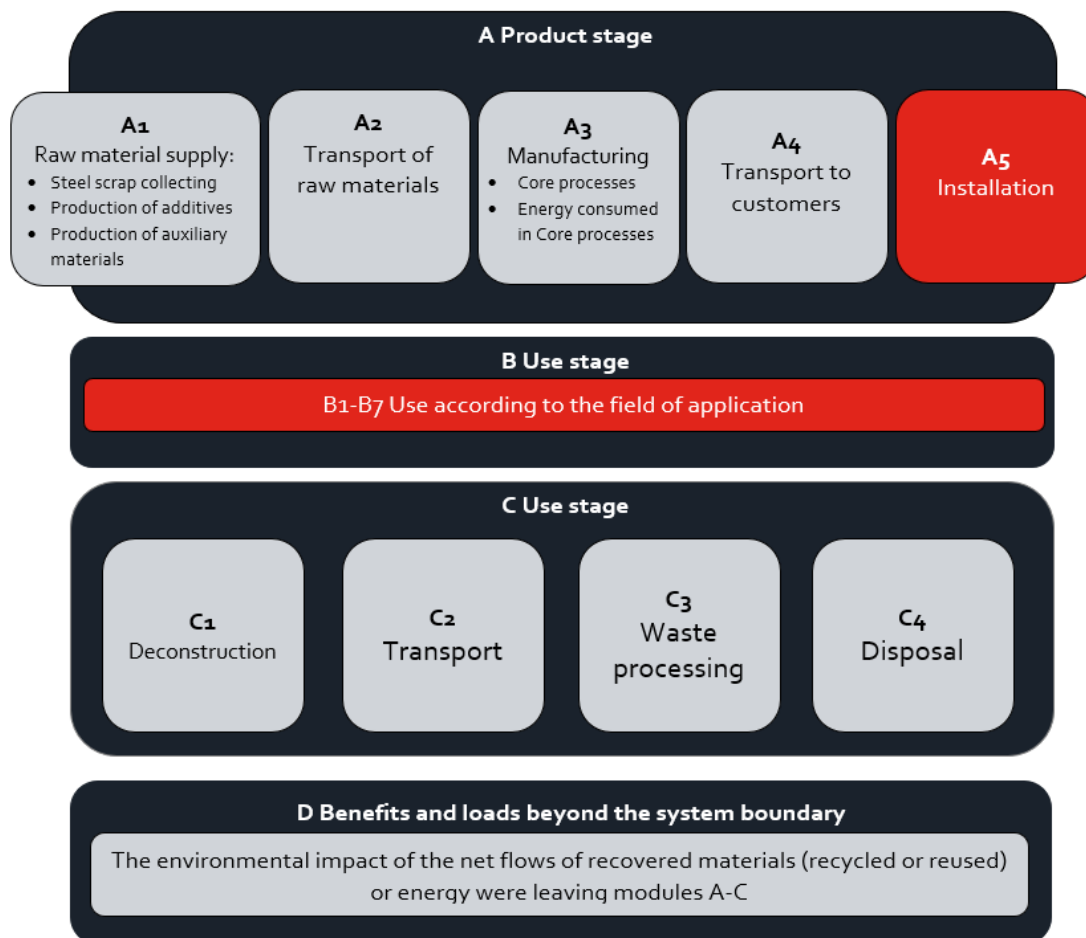 A Product stage
A1
Raw material supply:
• Steel scrap collecting
• Production of additives
• Production of auxiliary
materials
A2
Transport of
raw materials
A3
Manufacturing
• Core processes
• Energy consumed
in Core processes
A4
Transport to
customers
A5
Installation
B Use stage
B1-B7 Use according to the field of application
C Use stage
C1
Deconstruction
C2
Transport
C3
Waste
processing
C4
Disposal
D Benefits and loads beyond the system boundary
The environmental impact of the net flows of recovered materials (recycled or reused)
or energy were leaving modules A-C